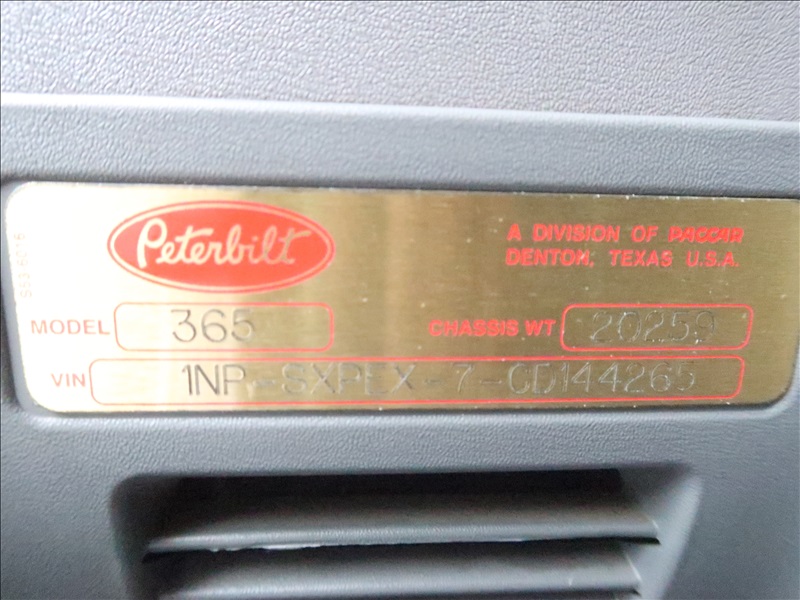 Peterbilt
A DIVISION OF PACCAR
DENTON, TEXAS U.S.A.
MODEL 365 CHASSIS WT 20259
VIN 1NP-SXPEX-7-CD144265